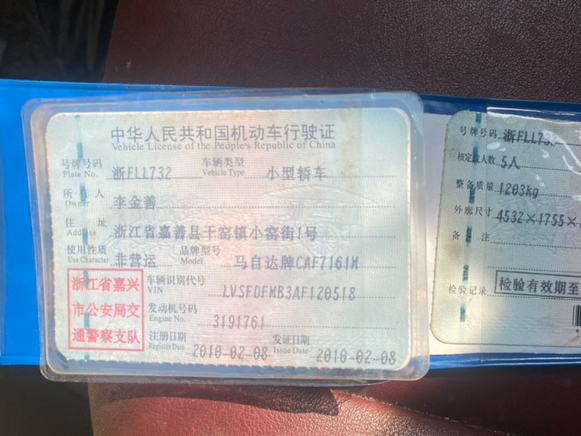 中华人民共和国机动车行驶证
Vehicle License of the People's Republic of China
号牌号码 Plate No. 浙FLL732 车辆类型 Vehicle Type 小型轿车
所有人 Owner 李金善
住址 Address 浙江省嘉善县干窑镇小窑街1号
使用性质 Use Character 非营运 品牌型号 Model 马自达牌CAF7161M
浙江省嘉兴市公安局交通警察支队
车辆识别代号 VIN LVSFDFMB3AF120518
发动机号码 Engine No. 3191761
注册日期 Register Date 2010-02-08 发证日期 Issue Date 2010-02-08
号牌号码 浙FLL73
核定载人数 5人
整备质量 1203kg
外廓尺寸 4532×1755×
备注
检验记录 检验有效期至